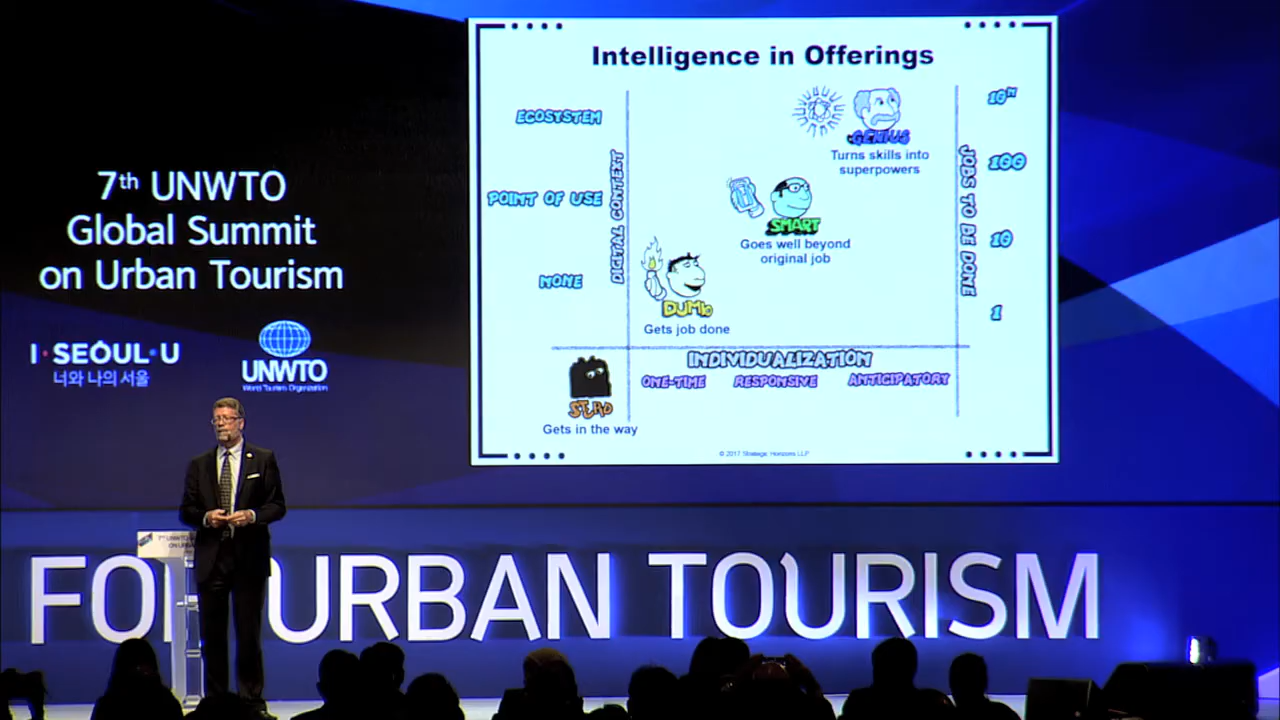 7th UNWTO
Global Summit
on Urban Tourism
I·SEOUL·U
너와 나의 서울
UNWTO
World Tourism Organization
Intelligence in Offerings
ECOSYSTEM
POINT OF USE
NONE
DIGITAL CONTEXT
GENIUS
Turns skills into
superpowers
SMART
Goes well beyond
original job
DUMb
Gets job done
INDIVIDUALIZATION
ONE-TIME RESPONSIVE ANTICIPATORY
Gets in the way
10ᴺ
100
10
1
JOBS TO BE DONE
© 2017 Strategic Horizons LLP
7th UNWTO
FOR URBAN TOURISM